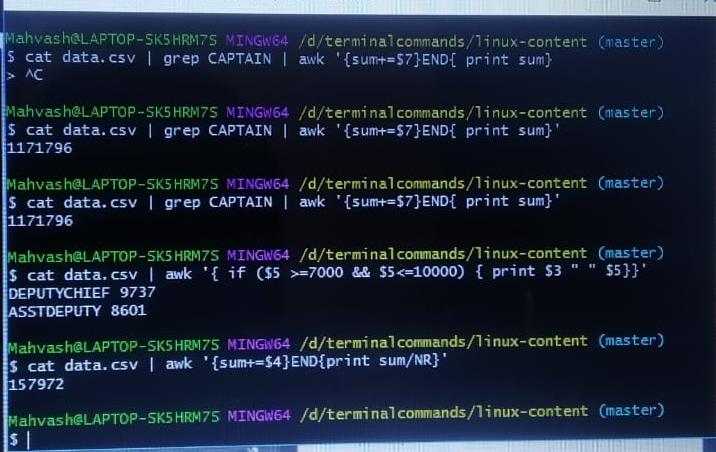 Mahvash@LAPTOP-SK5HRM7S MINGW64 /d/terminalcommands/linux-content (master)
$ cat data.csv | grep CAPTAIN | awk '{sum+=$7}END{ print sum}
> ^C
Mahvash@LAPTOP-SK5HRM7S MINGW64 /d/terminalcommands/linux-content (master)
$ cat data.csv | grep CAPTAIN | awk '{sum+=$7}END{ print sum}'
1171796
Mahvash@LAPTOP-SK5HRM7S MINGW64 /d/terminalcommands/linux-content (master)
$ cat data.csv | grep CAPTAIN | awk '{sum+=$7}END{ print sum}'
1171796
Mahvash@LAPTOP-SK5HRM7S MINGW64 /d/terminalcommands/linux-content (master)
$ cat data.csv | awk '{ if ($5 >=7000 && $5<=10000) { print $3 " " $5}}'
DEPUTYCHIEF 9737
ASSTDEPUTY 8601
Mahvash@LAPTOP-SK5HRM7S MINGW64 /d/terminalcommands/linux-content (master)
$ cat data.csv | awk '{sum+=$4}END{print sum/NR}'
157972
Mahvash@LAPTOP-SK5HRM7S MINGW64 /d/terminalcommands/linux-content (master)
$